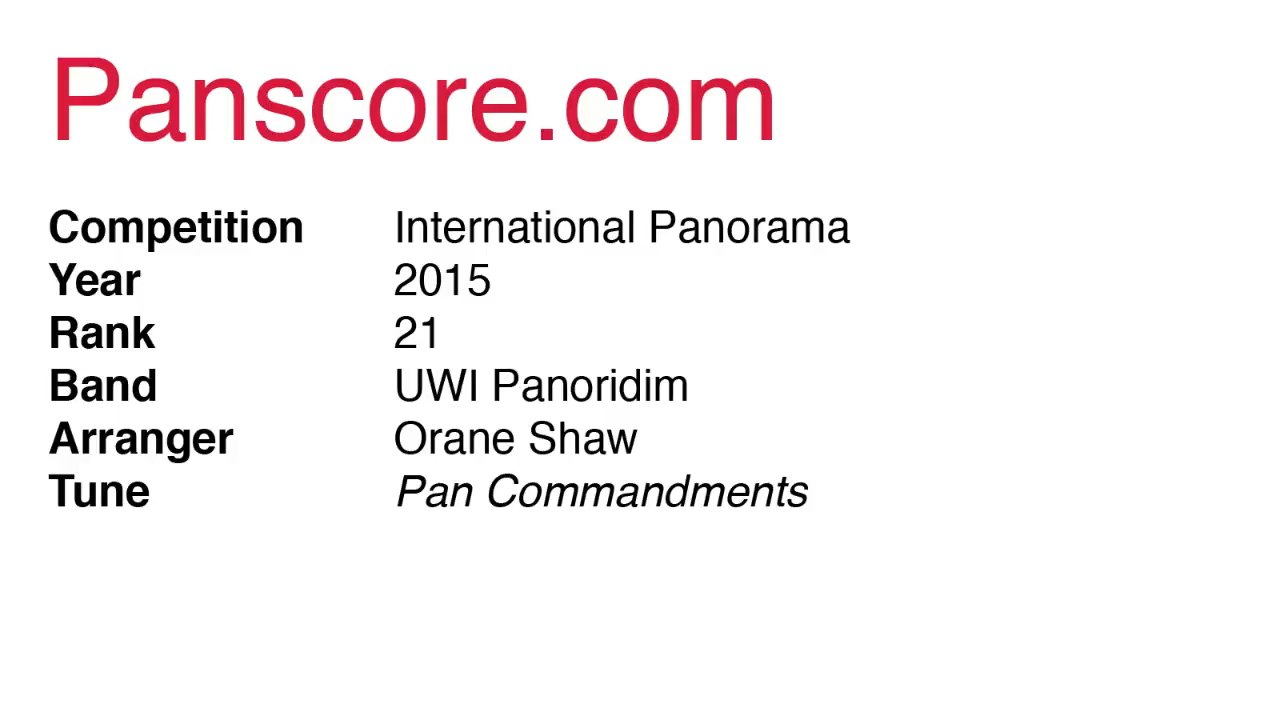 Panscore.com
Competition International Panorama
Year 2015
Rank 21
Band UWI Panoridim
Arranger Orane Shaw
Tune Pan Commandments